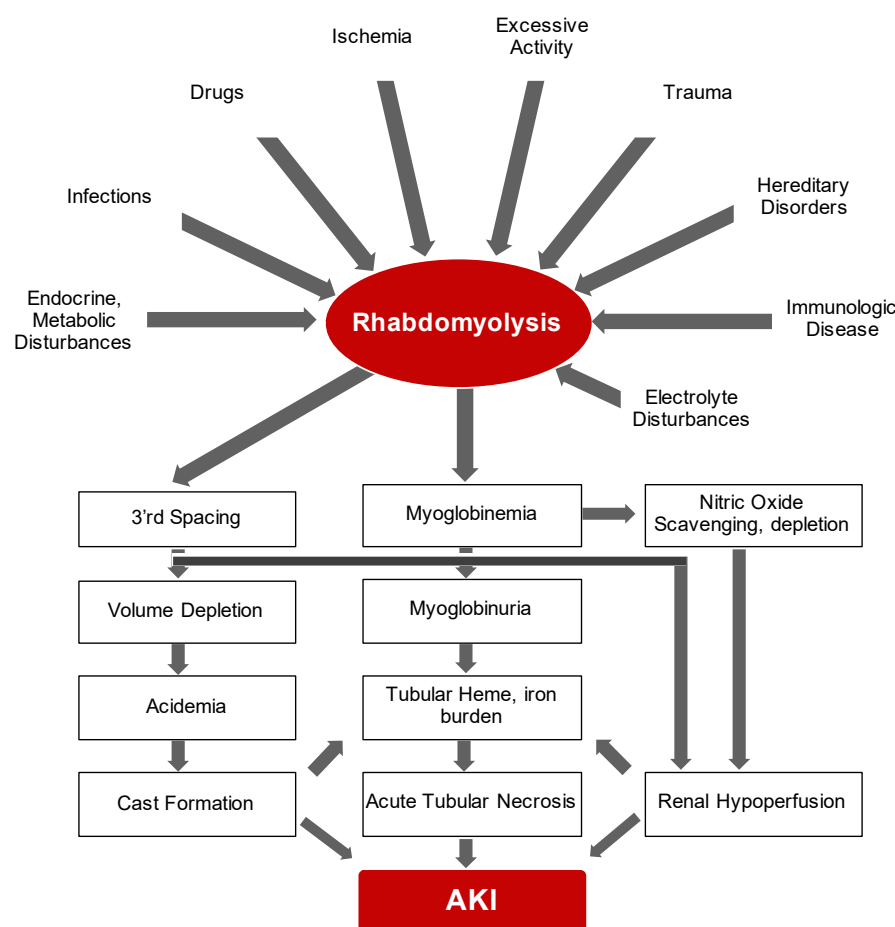 Excessive
Activity
Ischemia
Drugs
Trauma
Infections
Hereditary
Disorders
Endocrine,
Metabolic
Disturbances
Rhabdomyolysis
Immunologic
Disease
Electrolyte
Disturbances
3’rd Spacing
Myoglobinemia
Nitric Oxide
Scavenging, depletion
Volume Depletion
Myoglobinuria
Acidemia
Tubular Heme, iron
burden
Cast Formation
Acute Tubular Necrosis
Renal Hypoperfusion
AKI